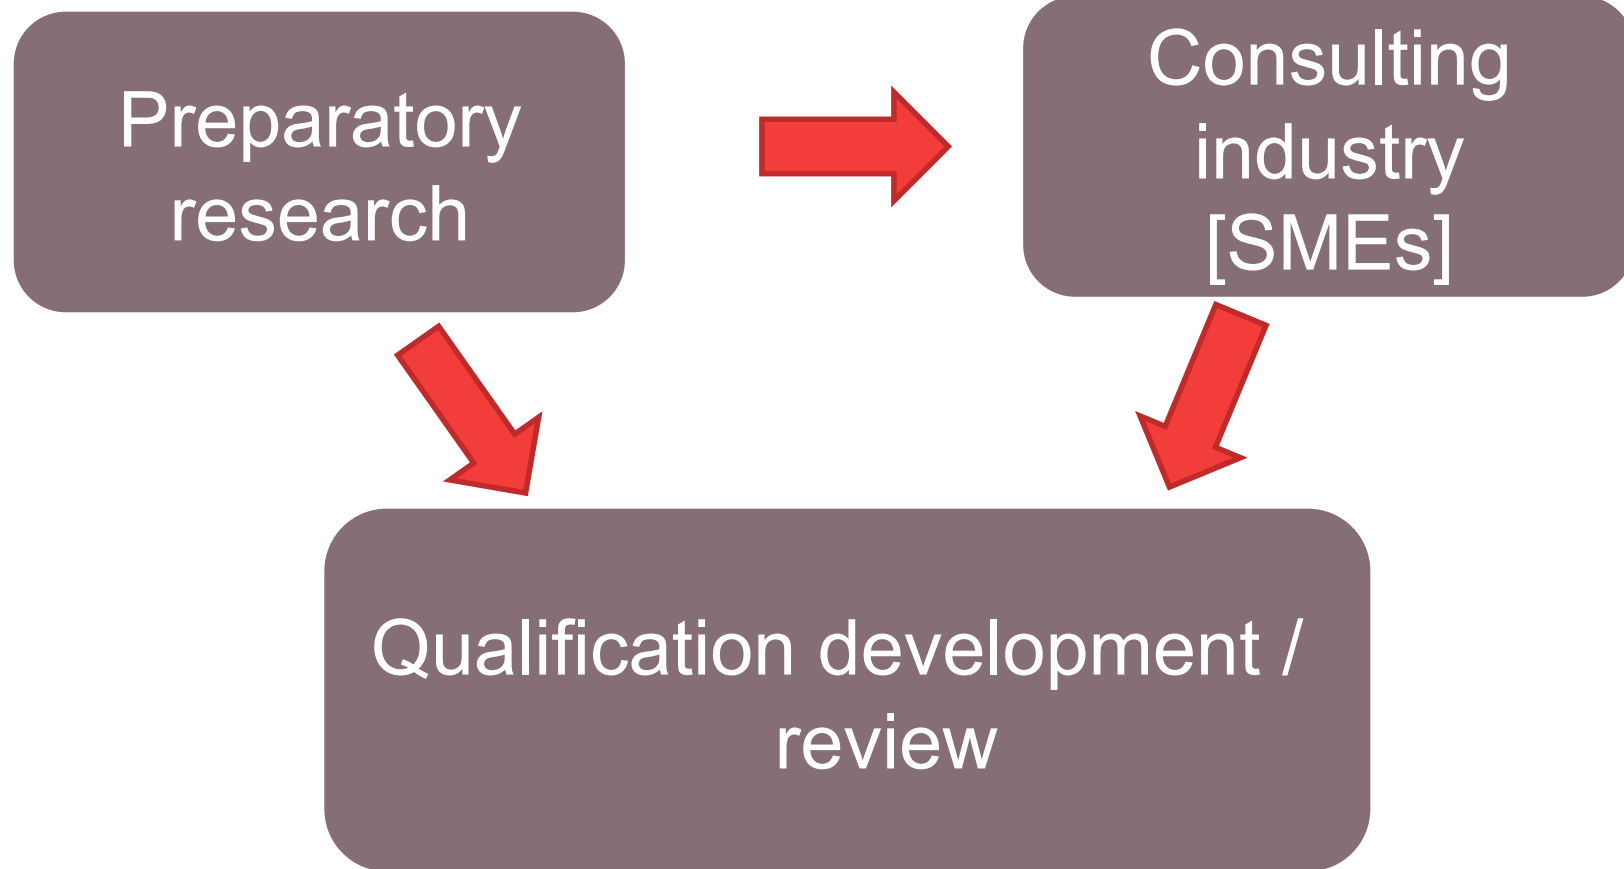 Preparatory
research
Consulting
industry
[SMEs]
Qualification development /
review